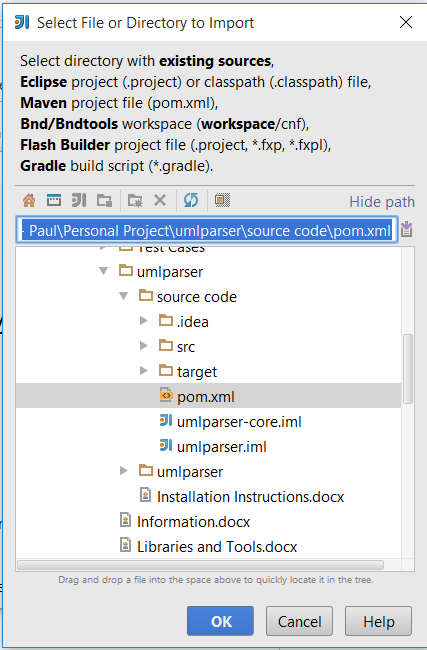 Select File or Directory to Import
Select directory with existing sources,
Eclipse project (.project) or classpath (.classpath) file,
Maven project file (pom.xml),
Bnd/Bndtools workspace (workspace/cnf),
Flash Builder project file (.project, *.fxp, *.fxpl),
Gradle build script (*.gradle).
Hide path
- Paul\Personal Project\umlparser\source code\pom.xml
Test Cases
umlparser
source code
.idea
src
target
pom.xml
umlparser-core.iml
umlparser.iml
umlparser
Installation Instructions.docx
Information.docx
Libraries and Tools.docx
Drag and drop a file into the space above to quickly locate it in the tree.
OK Cancel Help